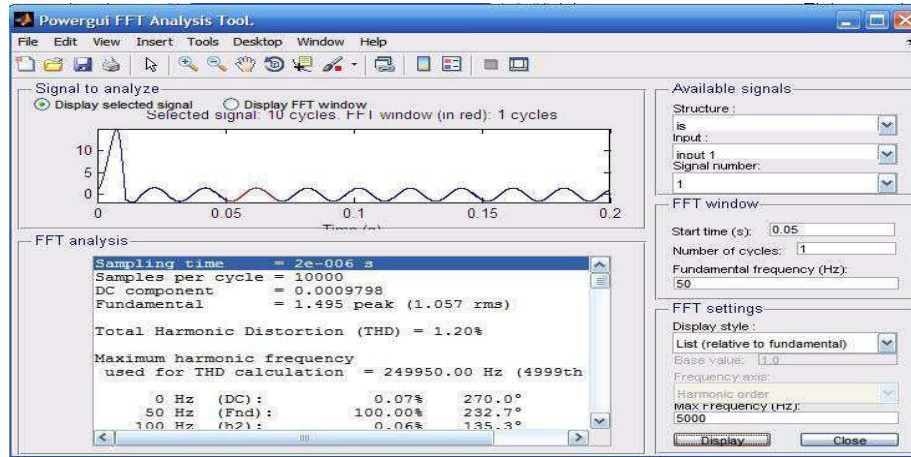 Powergui FFT Analysis Tool.
File Edit View Insert Tools Desktop Window Help
Signal to analyze
Display selected signal Display FFT window
Selected signal: 10 cycles. FFT window (in red): 1 cycles
10
5
0
0 0.05 0.1 0.15 0.2
FFT analysis
Sampling time = 2e-006 s
Samples per cycle = 10000
DC component = 0.0009798
Fundamental = 1.495 peak (1.057 rms)
Total Harmonic Distortion (THD) = 1.20%
Maximum harmonic frequency
used for THD calculation = 249950.00 Hz (4999th
0 Hz (DC): 0.07% 270.0°
50 Hz (Fnd): 100.00% 232.7°
100 Hz (h2): 0.06% 135.3°
Available signals
Structure :
is
Input :
input 1
Signal number:
1
FFT window
Start time (s): 0.05
Number of cycles: 1
Fundamental frequency (Hz):
50
FFT settings
Display style :
List (relative to fundamental)
Base value: 1.0
Frequency axis:
Harmonic order
Max Frequency (Hz):
5000
Display Close